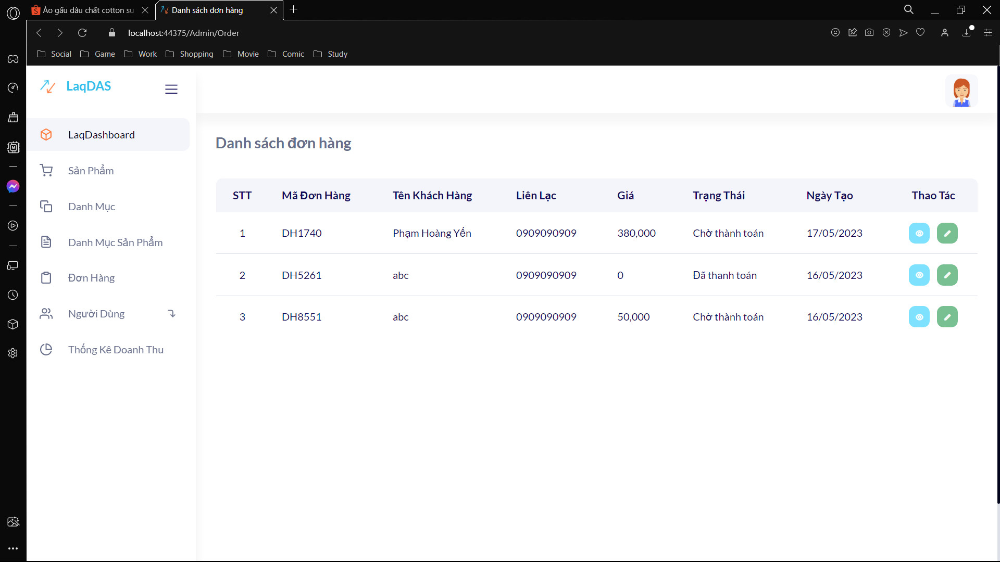 Áo gấu dâu chất cotton su
Danh sách đơn hàng
localhost:44375/Admin/Order
Social Game Work Shopping Movie Comic Study
LaqDAS
LaqDashboard
Sản Phẩm
Danh Mục
Danh Mục Sản Phẩm
Đơn Hàng
Người Dùng
Thống Kê Doanh Thu
Danh sách đơn hàng
STT Mã Đơn Hàng Tên Khách Hàng Liên Lạc Giá Trạng Thái Ngày Tạo Thao Tác
1 DH1740 Phạm Hoàng Yến 0909090909 380,000 Chờ thành toán 17/05/2023
2 DH5261 abc 0909090909 0 Đã thanh toán 16/05/2023
3 DH8551 abc 0909090909 50,000 Chờ thành toán 16/05/2023